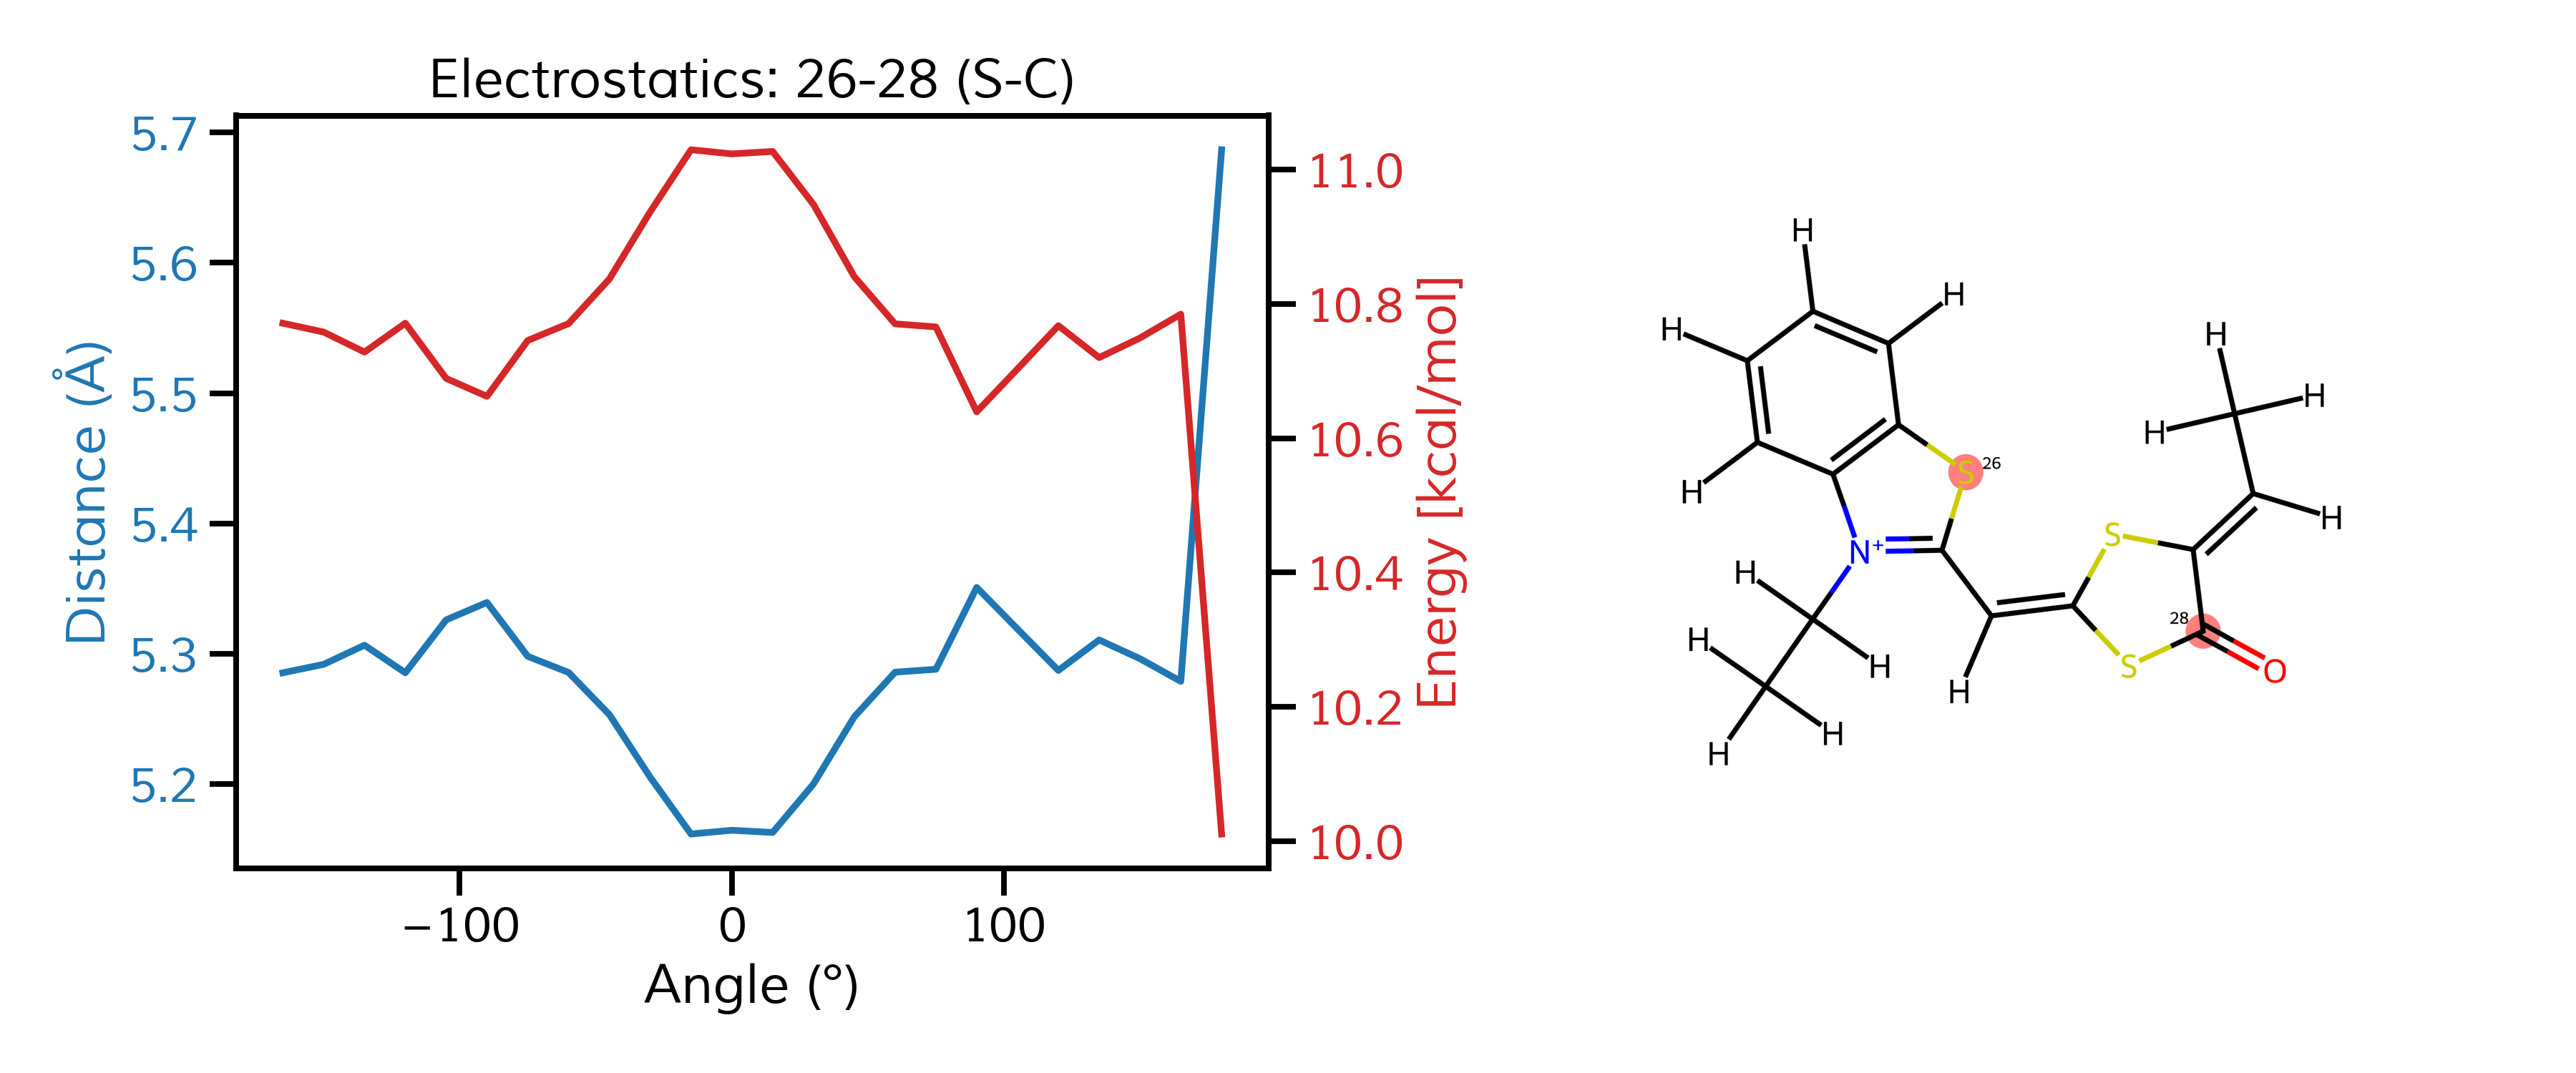 Electrostatics: 26-28 (S-C)
Distance (Å)
5.7
5.6
5.5
5.4
5.3
5.2
−100
0
100
Angle (°)
11.0
10.8
10.6
10.4
10.2
10.0
Energy [kcal/mol]
H
H
H
H
H
H
H
S 26
H
S
N+
H
28
H
S
O
H
H
H
H